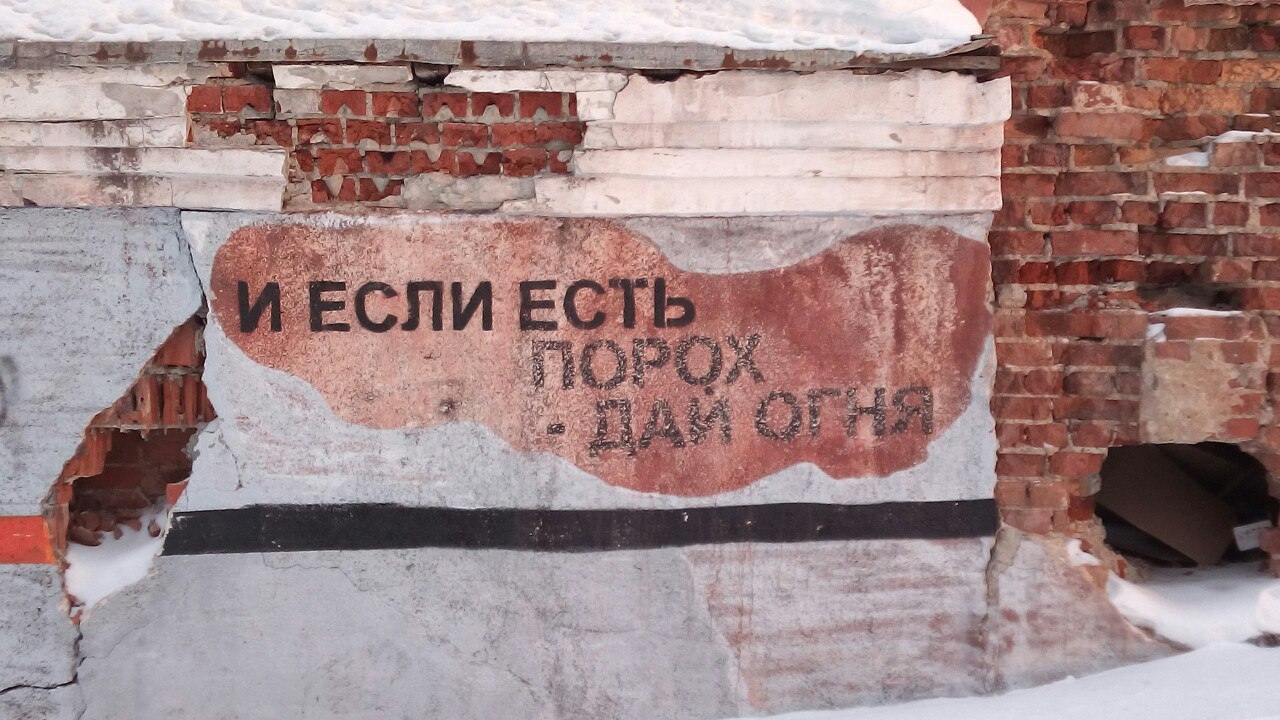 И ЕСЛИ ЕСТЬ
ПОРОХ
- ДАЙ ОГНЯ